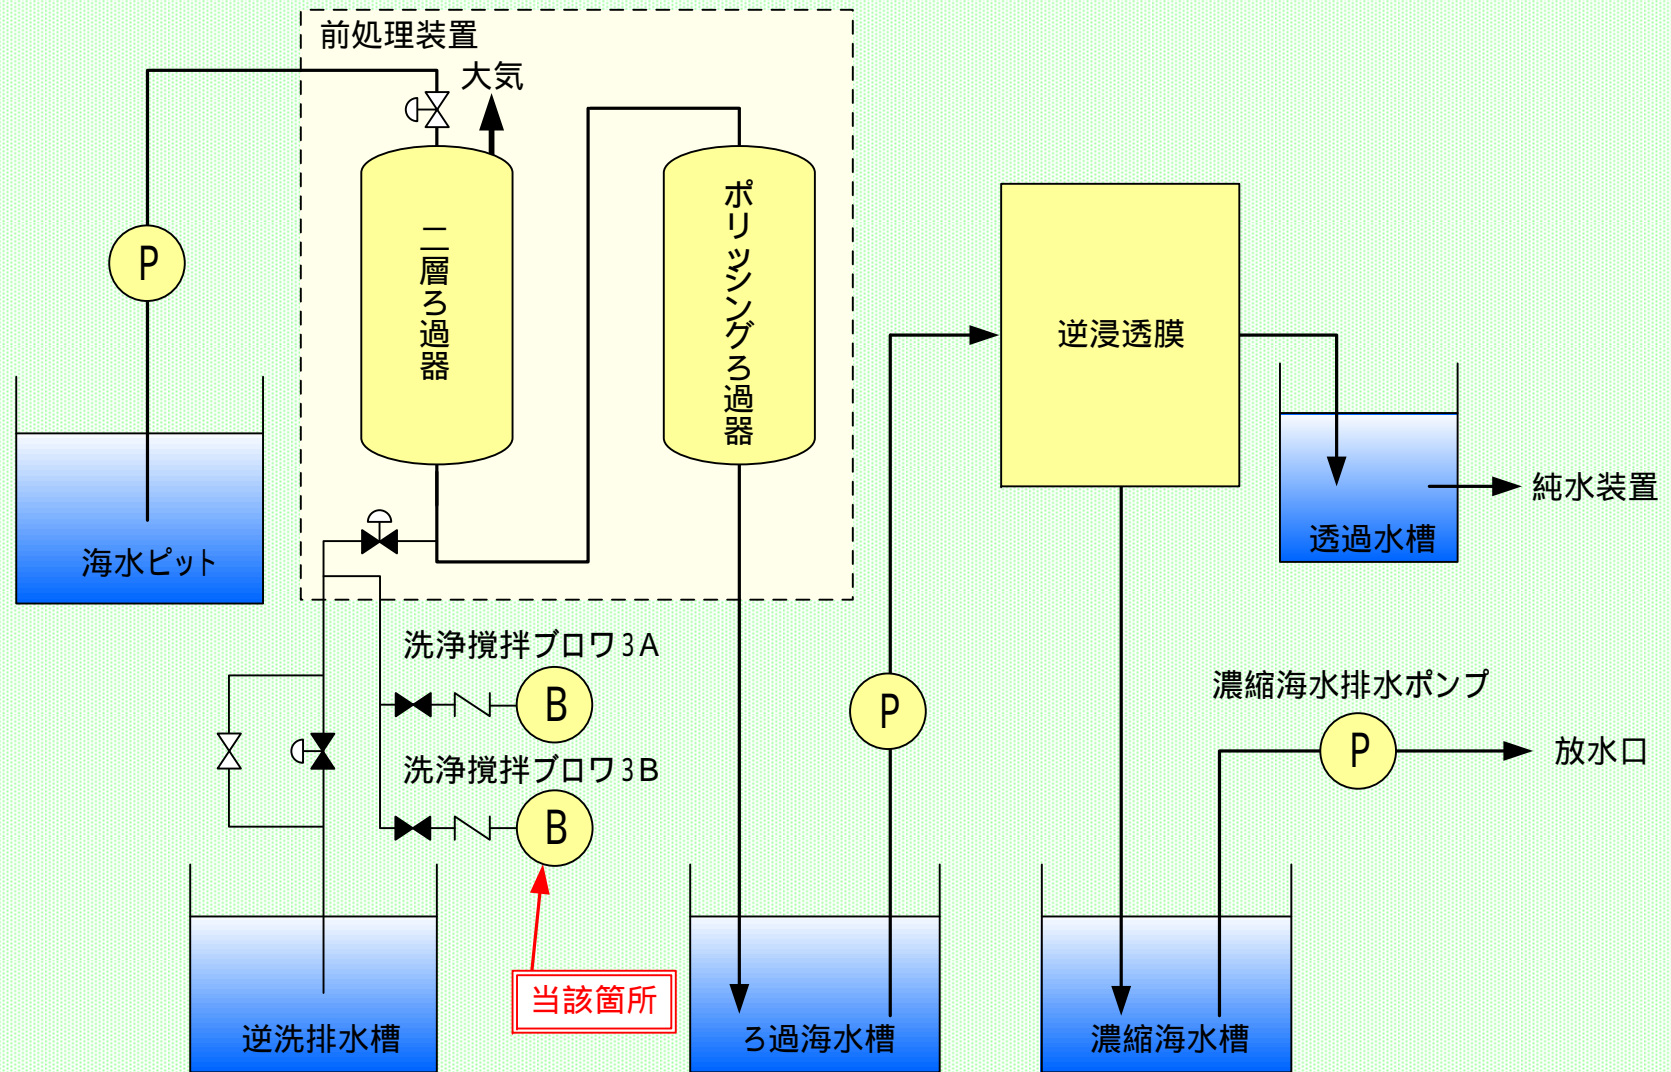 前処理装置
大気
P
二層ろ過器
ポリッシングろ過器
逆浸透膜
海水ピット
純水装置
透過水槽
洗浄撹拌ブロワ3A
B
P
濃縮海水排水ポンプ
P
放水口
洗浄撹拌ブロワ3B
B
当該箇所
逆洗排水槽
ろ過海水槽
濃縮海水槽